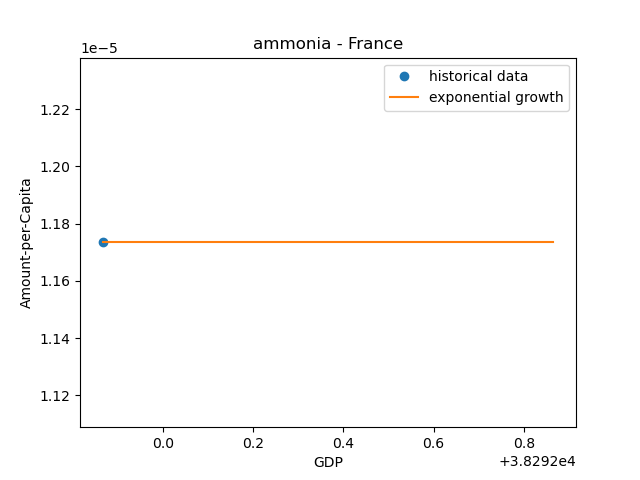 ammonia - France
1e−5
historical data
exponential growth
1.22
1.20
1.18
1.16
1.14
1.12
Amount-per-Capita
0.0 0.2 0.4 0.6 0.8
GDP
+3.8292e4